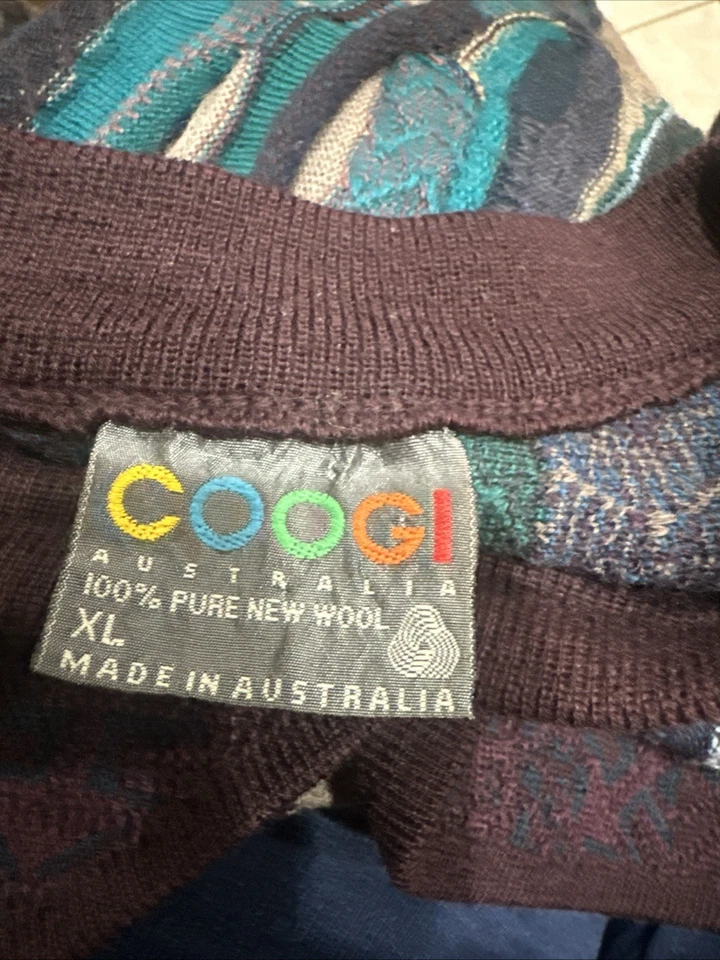 COOGI
AUSTRALIA
100% PURE NEW WOOL
XL
MADE IN AUSTRALIA